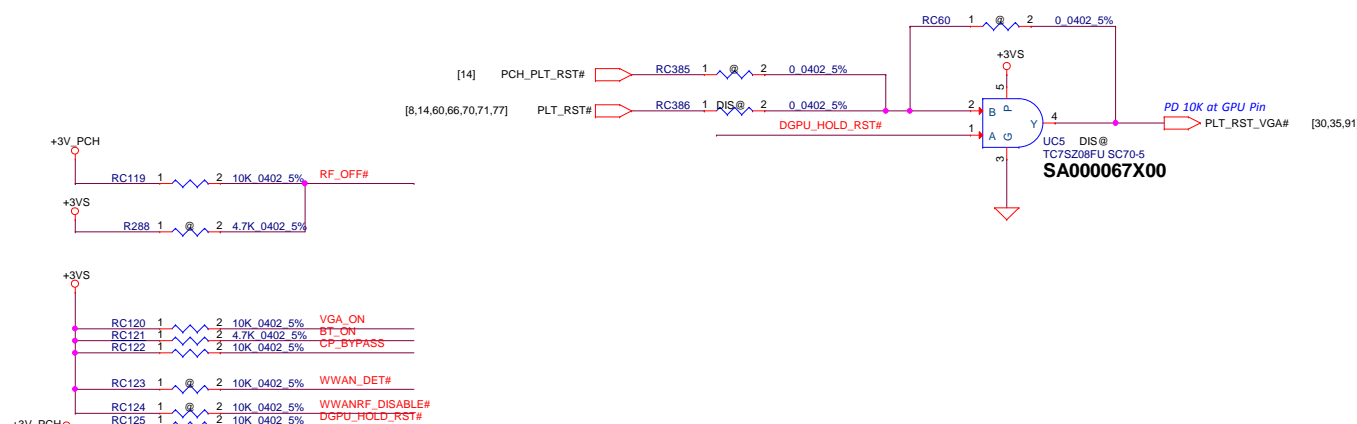 RC60 1 @ 2 0_0402_5%
+3VS
[14] PCH_PLT_RST# RC385 1 @ 2 0_0402_5%
5
[8,14,60,66,70,71,77] PLT_RST# RC386 1 DIS@ 2 0_0402_5% 2 B P
PD 10K at GPU Pin
DGPU_HOLD_RST# 1 A G Y 4 PLT_RST_VGA# [30,35,91
UC5 DIS@
3 TC7SZ08FU SC70-5
SA000067X00
+3V_PCH
RC119 1 2 10K_0402_5% RF_OFF#
+3VS
R288 1 @ 2 4.7K_0402_5%
+3VS
RC120 1 2 10K_0402_5% VGA_ON
RC121 1 2 4.7K_0402_5% BT_ON
RC122 1 2 10K_0402_5% CP_BYPASS
RC123 1 @ 2 10K_0402_5% WWAN_DET#
RC124 1 @ 2 10K_0402_5% WWANRF_DISABLE#
+3V_PCH RC125 1 2 10K_0402_5% DGPU_HOLD_RST#